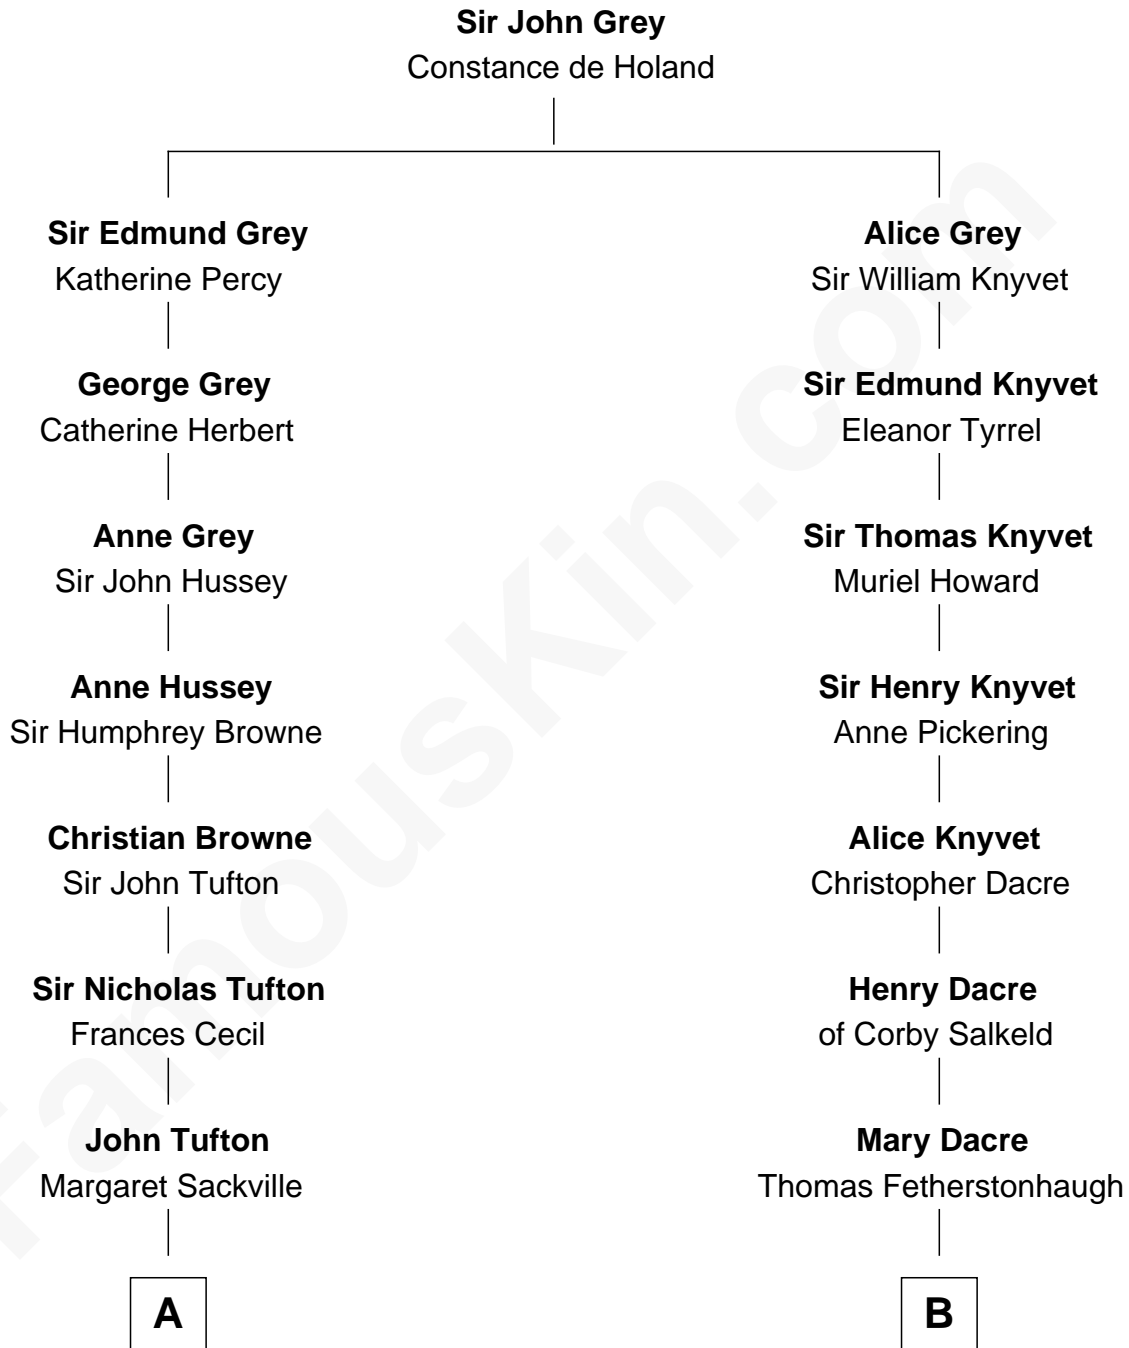 Sir John Grey
Constance de Holand
Sir Edmund Grey
Katherine Percy
Alice Grey
Sir William Knyvet
George Grey
Catherine Herbert
Sir Edmund Knyvet
Eleanor Tyrrel
Anne Grey
Sir John Hussey
Sir Thomas Knyvet
Muriel Howard
Anne Hussey
Sir Humphrey Browne
Sir Henry Knyvet
Anne Pickering
Christian Browne
Sir John Tufton
Alice Knyvet
Christopher Dacre
Sir Nicholas Tufton
Frances Cecil
Henry Dacre
of Corby Salkeld
John Tufton
Margaret Sackville
Mary Dacre
Thomas Fetherstonhaugh
A
B
FamousKin.com